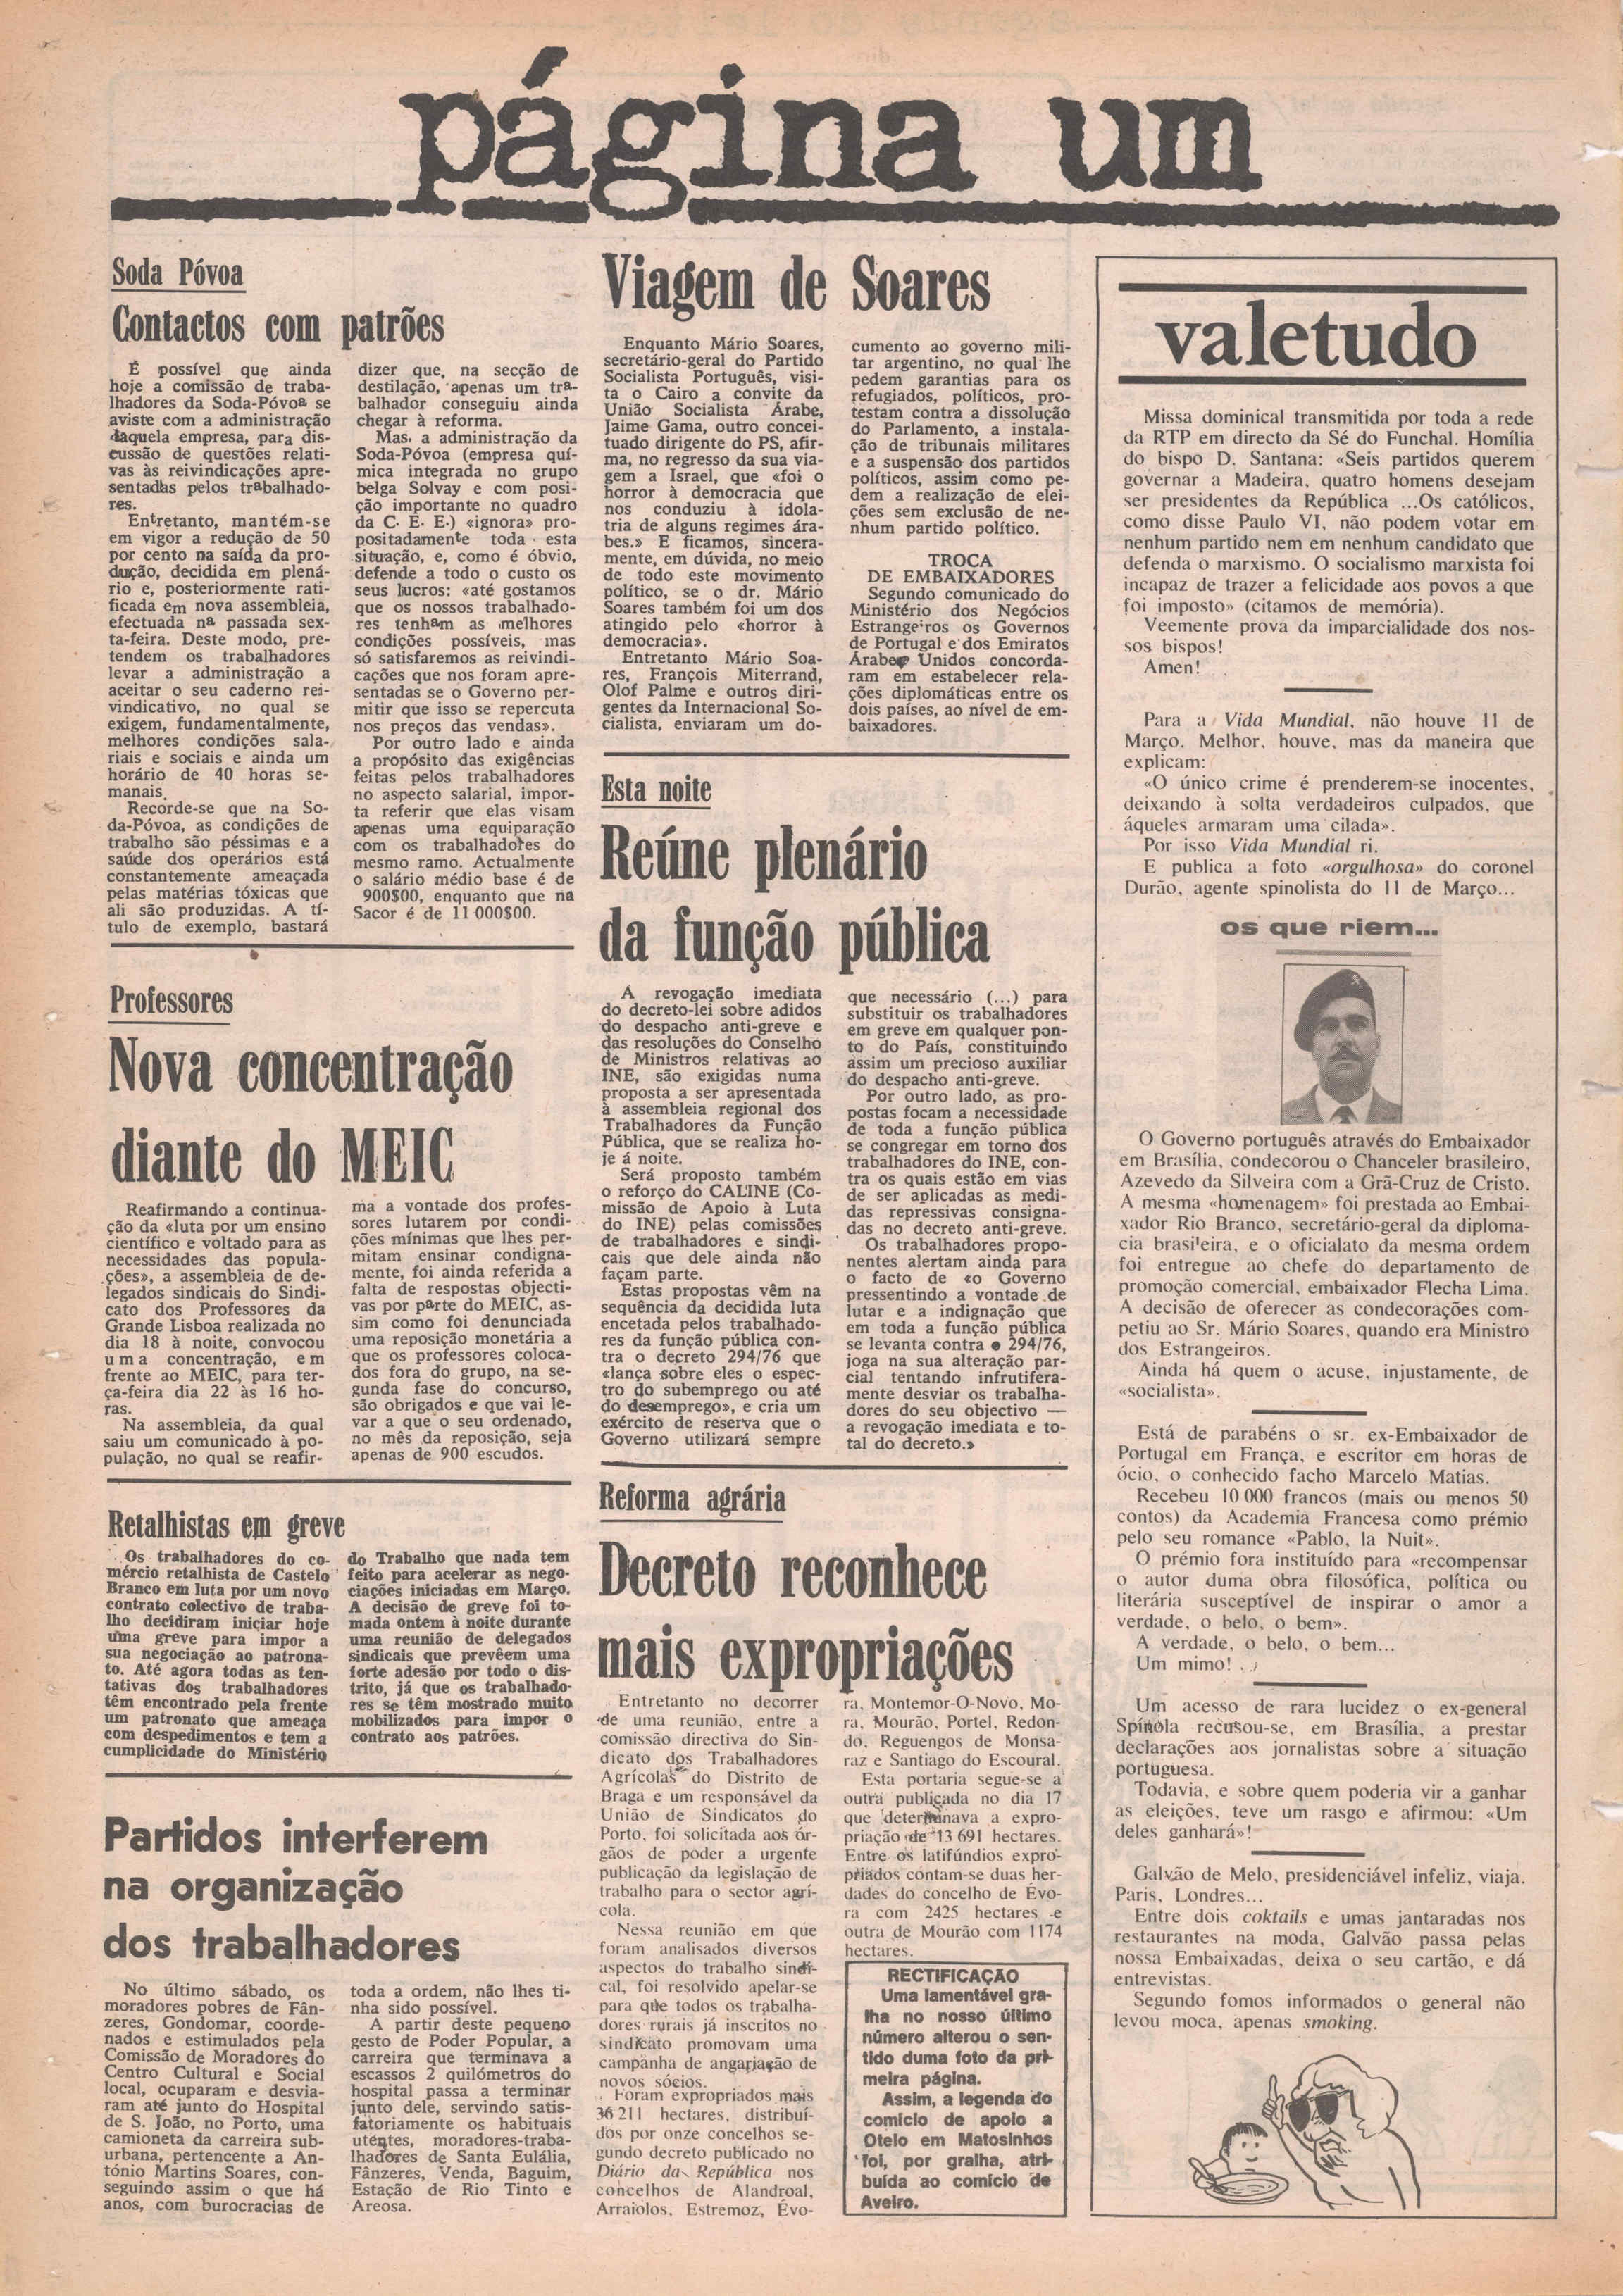 página um
Soda Póvoa
Contactos com patrões
É possível que ainda
hoje a comissão de traba-
lhadores da Soda-Póvoa se
aviste com a administração
daquela empresa, para dis-
cussão de questões relati-
vas às reivindicações apre-
sentadas pelos trabalhado-
res.
Entretanto, mantém-se
em vigor a redução de 50
por cento na saída da pro-
dução, decidida em plená-
rio e, posteriormente rati-
ficada em nova assembleia,
efectuada na passada sex-
ta-feira. Deste modo, pre-
tendem os trabalhadores
levar a administração a
aceitar o seu caderno rei-
vindicativo, no qual se
exigem, fundamentalmente,
melhores condições sala-
riais e sociais e ainda um
horário de 40 horas se-
manais.
Recorde-se que na So-
da-Póvoa, as condições de
trabalho são péssimas e a
saúde dos operários está
constantemente ameaçada
pelas matérias tóxicas que
ali são produzidas. A tí-
tulo de exemplo, bastará
dizer que, na secção de
destilação, apenas um tra-
balhador conseguiu ainda
chegar à reforma.
Mas, a administração da
Soda-Póvoa (empresa quí-
mica integrada no grupo
belga Solvay e com posi-
ção importante no quadro
da C. E. E.) «ignora» pro-
positadamente toda esta
situação, e, como é óbvio,
defende a todo o custo os
seus lucros: «até gostamos
que os nossos trabalhado-
res tenham as melhores
condições possíveis, mas
só satisfaremos as reivindi-
cações que nos foram apre-
sentadas se o Governo per-
mitir que isso se repercuta
nos preços das vendas».
Por outro lado e ainda
a propósito das exigências
feitas pelos trabalhadores
no aspecto salarial, impor-
ta referir que elas visam
apenas uma equiparação
com os trabalhadores do
mesmo ramo. Actualmente
o salário médio base é de
900$00, enquanto que na
Sacor é de 11 000$00.
Professores
Nova concentração
diante do MEIC
Reafirmando a continua-
ção da «luta por um ensino
científico e voltado para as
necessidades das popula-
ções», a assembleia de de-
legados sindicais do Sindi-
cato dos Professores da
Grande Lisboa realizada no
dia 18 à noite, convocou
uma concentração, em
frente ao MEIC, para ter-
ça-feira dia 22 às 16 ho-
ras.
Na assembleia, da qual
saiu um comunicado à po-
pulação, no qual se reafir-
ma a vontade dos profes-
sores lutarem por condi-
ções mínimas que lhes per-
mitam ensinar condigna-
mente, foi ainda referida a
falta de respostas objecti-
vas por parte do MEIC, as-
sim como foi denunciada
uma reposição monetária a
que os professores coloca-
dos fora do grupo, na se-
gunda fase do concurso,
são obrigados e que vai le-
var a que o seu ordenado,
no mês da reposição, seja
apenas de 900 escudos.
Retalhistas em greve
Os trabalhadores do co-
mércio retalhista de Castelo
Branco em luta por um novo
contrato colectivo de traba-
lho decidiram iniciar hoje
uma greve para impor a
sua negociação ao patrona-
to. Até agora todas as ten-
tativas dos trabalhadores
têm encontrado pela frente
um patronato que ameaça
com despedimentos e tem a
cumplicidade do Ministério
do Trabalho que nada tem
feito para acelerar as nego-
ciações iniciadas em Março.
A decisão de greve foi to-
mada ontem à noite durante
uma reunião de delegados
sindicais que prevêem uma
forte adesão por todo o dis-
trito, já que os trabalhado-
res se têm mostrado muito
mobilizados para impor o
contrato aos patrões.
Partidos interferem
na organização
dos trabalhadores
No último sábado, os
moradores pobres de Fân-
zeres, Gondomar, coorde-
nados e estimulados pela
Comissão de Moradores do
Centro Cultural e Social
local, ocuparam e desvia-
ram até junto do Hospital
de S. João, no Porto, uma
camioneta da carreira sub-
urbana, pertencente a An-
tónio Martins Soares, con-
seguindo assim o que há
anos, com burocracias de
toda a ordem, não lhes ti-
nha sido possível.
A partir deste pequeno
gesto de Poder Popular, a
carreira que terminava a
escassos 2 quilómetros do
hospital passa a terminar
junto dele, servindo satis-
fatoriamente os habituais
utentes, moradores-traba-
lhadores de Santa Eulália,
Fânzeres, Venda, Baguim,
Estação de Rio Tinto e
Areosa.
Viagem de Soares
Enquanto Mário Soares,
secretário-geral do Partido
Socialista Português, visi-
ta o Cairo a convite da
União Socialista Árabe,
Jaime Gama, outro concei-
tuado dirigente do PS, afir-
ma, no regresso da sua via-
gem a Israel, que «foi o
horror à democracia que
nos conduziu à idola-
tria de alguns regimes ára-
bes.» E ficamos, sincera-
mente, em dúvida, no meio
de todo este movimento
político, se o dr. Mário
Soares também foi um dos
atingido pelo «horror à
democracia».
Entretanto Mário Soa-
res, François Miterrand,
Olof Palme e outros diri-
gentes da Internacional So-
cialista, enviaram um do-
cumento ao governo mili-
tar argentino, no qual lhe
pedem garantias para os
refugiados, políticos, pro-
testam contra a dissolução
do Parlamento, a instala-
ção de tribunais militares
e a suspensão dos partidos
políticos, assim como pe-
dem a realização de elei-
ções sem exclusão de ne-
nhum partido político.
TROCA
DE EMBAIXADORES
Segundo comunicado do
Ministério dos Negócios
Estrangeiros os Governos
de Portugal e dos Emiratos
Árabes Unidos concorda-
ram em estabelecer rela-
ções diplomáticas entre os
dois países, ao nível de em-
baixadores.
Esta noite
Reúne plenário
da função pública
A revogação imediata
do decreto-lei sobre adidos
do despacho anti-greve e
das resoluções do Conselho
de Ministros relativas ao
INE, são exigidas numa
proposta a ser apresentada
à assembleia regional dos
Trabalhadores da Função
Pública, que se realiza ho-
je á noite.
Será proposto também
o reforço do CALINE (Co-
missão de Apoio à Luta
do INE) pelas comissões
de trabalhadores e sindi-
cais que dele ainda não
façam parte.
Estas propostas vêm na
sequência da decidida luta
encetada pelos trabalhado-
res da função pública con-
tra o decreto 294/76 que
«lança sobre eles o espec-
tro do subemprego ou até
do desemprego», e cria um
exército de reserva que o
Governo utilizará sempre
que necessário (...) para
substituir os trabalhadores
em greve em qualquer pon-
to do País, constituindo
assim um precioso auxiliar
do despacho anti-greve.
Por outro lado, as pro-
postas focam a necessidade
de toda a função pública
se congregar em torno dos
trabalhadores do INE, con-
tra os quais estão em vias
de ser aplicadas as medi-
das repressivas consigna-
das no decreto anti-greve.
Os trabalhadores propo-
nentes alertam ainda para
o facto de «o Governo
pressentindo a vontade de
lutar e a indignação que
em toda a função pública
se levanta contra o 294/76,
joga na sua alteração par-
cial tentando infrutifera-
mente desviar os trabalha-
dores do seu objectivo —
a revogação imediata e to-
tal do decreto.»
Reforma agrária
Decreto reconhece
mais expropriações
Entretanto no decorrer
de uma reunião, entre a
comissão directiva do Sin-
dicato dos Trabalhadores
Agrícolas do Distrito de
Braga e um responsável da
União de Sindicatos do
Porto, foi solicitada aos ór-
gãos de poder a urgente
publicação da legislação de
trabalho para o sector agrí-
cola.
Nessa reunião em que
foram analisados diversos
aspectos do trabalho sindi-
cal, foi resolvido apelar-se
para que todos os trabalha-
dores rurais já inscritos no
sindicato promovam uma
campanha de angariação de
novos sócios.
Foram expropriados mais
36 211 hectares, distribuí-
dos por onze concelhos se-
gundo decreto publicado no
Diário da República nos
concelhos de Alandroal,
Arraiolos, Estremoz, Évo-
ra, Montemor-O-Novo, Mo-
ra, Mourão, Portel, Redon-
do, Reguengos de Monsa-
raz e Santiago do Escoural.
Esta portaria segue-se a
outra publicada no dia 17
que determinava a expro-
priação de 13 691 hectares.
Entre os latifúndios expro-
priados contam-se duas her-
dades do concelho de Évo-
ra com 2425 hectares e
outra de Mourão com 1174
hectares.
RECTIFICAÇÃO
Uma lamentável gra-
lha no nosso último
número alterou o sen-
tido duma foto da pri-
meira página.
Assim, a legenda do
comício de apoio a
Otelo em Matosinhos
foi, por gralha, atri-
buída ao comício de
Aveiro.
valetudo
Missa dominical transmitida por toda a rede
da RTP em directo da Sé do Funchal. Homília
do bispo D. Santana: «Seis partidos querem
governar a Madeira, quatro homens desejam
ser presidentes da República ...Os católicos,
como disse Paulo VI, não podem votar em
nenhum partido nem em nenhum candidato que
defenda o marxismo. O socialismo marxista foi
incapaz de trazer a felicidade aos povos a que
foi imposto» (citamos de memória).
Veemente prova da imparcialidade dos nos-
sos bispos!
Amen!
Para a Vida Mundial, não houve 11 de
Março. Melhor, houve, mas da maneira que
explicam:
«O único crime é prenderem-se inocentes,
deixando à solta verdadeiros culpados, que
áqueles armaram uma cilada».
Por isso Vida Mundial ri.
E publica a foto «orgulhosa» do coronel
Durão, agente spinolista do 11 de Março...
os que riem...
O Governo português através do Embaixador
em Brasília, condecorou o Chanceler brasileiro,
Azevedo da Silveira com a Grã-Cruz de Cristo.
A mesma «homenagem» foi prestada ao Embai-
xador Rio Branco, secretário-geral da diploma-
cia brasileira, e o oficialato da mesma ordem
foi entregue ao chefe do departamento de
promoção comercial, embaixador Flecha Lima.
A decisão de oferecer as condecorações com-
petiu ao Sr. Mário Soares, quando era Ministro
dos Estrangeiros.
Ainda há quem o acuse, injustamente, de
«socialista».
Está de parabéns o sr. ex-Embaixador de
Portugal em França, e escritor em horas de
ócio, o conhecido facho Marcelo Matias.
Recebeu 10 000 francos (mais ou menos 50
contos) da Academia Francesa como prémio
pelo seu romance «Pablo, la Nuit».
O prémio fora instituído para «recompensar
o autor duma obra filosófica, política ou
literária susceptível de inspirar o amor a
verdade, o belo, o bem».
A verdade, o belo, o bem...
Um mimo!
Um acesso de rara lucidez o ex-general
Spínola recusou-se, em Brasília, a prestar
declarações aos jornalistas sobre a situação
portuguesa.
Todavia, e sobre quem poderia vir a ganhar
as eleições, teve um rasgo e afirmou: «Um
deles ganhará»!
Galvão de Melo, presidenciável infeliz, viaja.
Paris, Londres...
Entre dois coktails e umas jantaradas nos
restaurantes na moda, Galvão passa pelas
nossa Embaixadas, deixa o seu cartão, e dá
entrevistas.
Segundo fomos informados o general não
levou moca, apenas smoking.